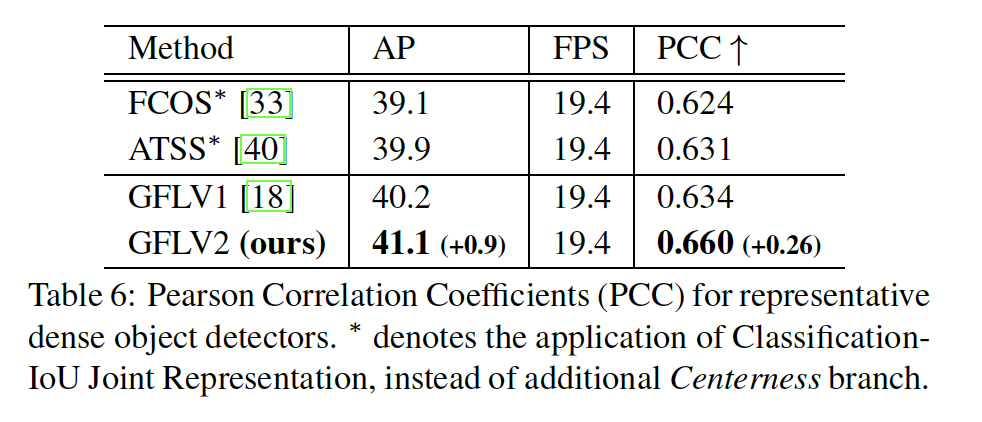 Method AP FPS PCC ↑
FCOS* [33] 39.1 19.4 0.624
ATSS* [40] 39.9 19.4 0.631
GFLV1 [18] 40.2 19.4 0.634
GFLV2 (ours) 41.1 (+0.9) 19.4 0.660 (+0.26)
Table 6: Pearson Correlation Coefficients (PCC) for representative
dense object detectors. * denotes the application of Classification-
IoU Joint Representation, instead of additional Centerness branch.